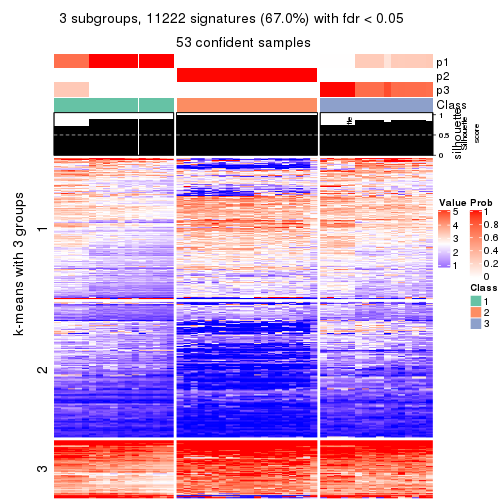 3 subgroups, 11222 signatures (67.0%) with fdr < 0.05
53 confident samples
p1
p2
p3
Class
silhouette
Silhouette
score
1
0.5
0
k-means with 3 groups
1
2
3
Value
5
4
3
2
1
Prob
1
0.8
0.6
0.4
0.2
0
Class
1
2
3